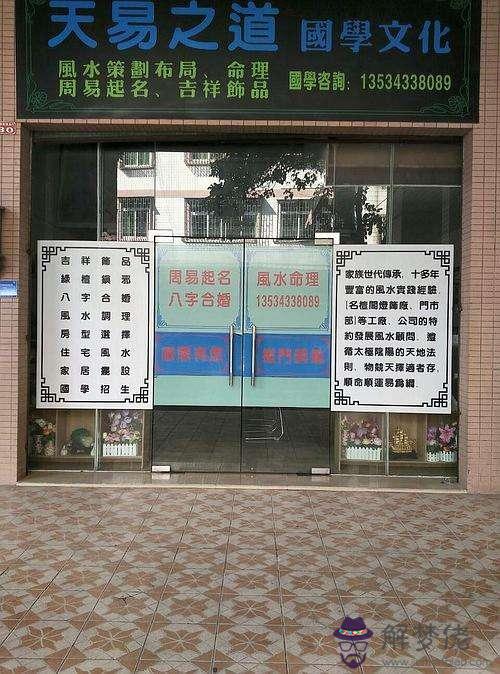 天易之道 國學文化
風水策劃布局、命理
周易起名、吉祥飾品
國學咨詢：13534338089
吉祥飾鎮品
緣檀字合邪
八字調婚
風水選理
房型風擇
住宅畫水
家居招設
國學生
周易起名
八字合婚
風水命理
13534338089
家族世代傳承，十多年
豐富的風水實踐經驗，
（名檀閣燈飾廠、門市
部）等工廠、公司的特
約發展風水顧問，遵
循太極陰陽的天地法
則，物競天擇適者存，
順命順運易為綱。
解梦佬